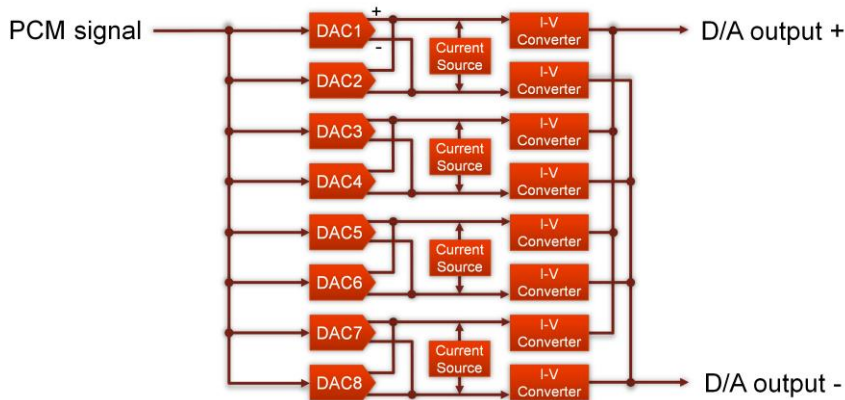 PCM signal
DAC1
+
-
Current
Source
I-V
Converter
D/A output +
DAC2
I-V
Converter
DAC3
Current
Source
I-V
Converter
DAC4
I-V
Converter
DAC5
Current
Source
I-V
Converter
DAC6
I-V
Converter
DAC7
Current
Source
I-V
Converter
DAC8
I-V
Converter
D/A output -